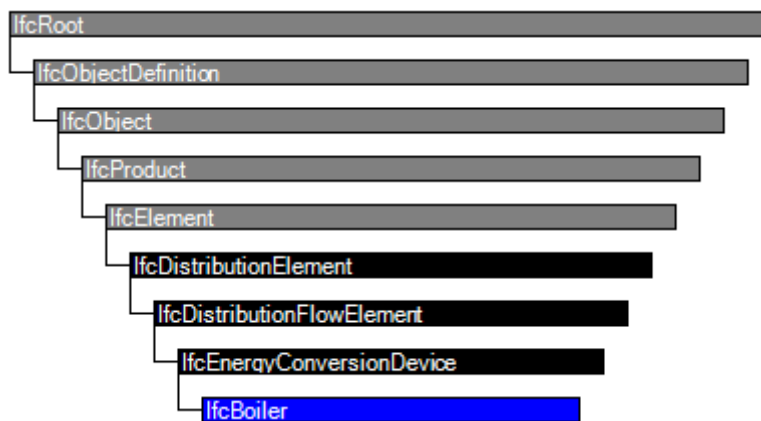 IfcRoot
IfcObjectDefinition
IfcObject
IfcProduct
IfcElement
IfcDistributionElement
IfcDistributionFlowElement
IfcEnergyConversionDevice
IfcBoiler